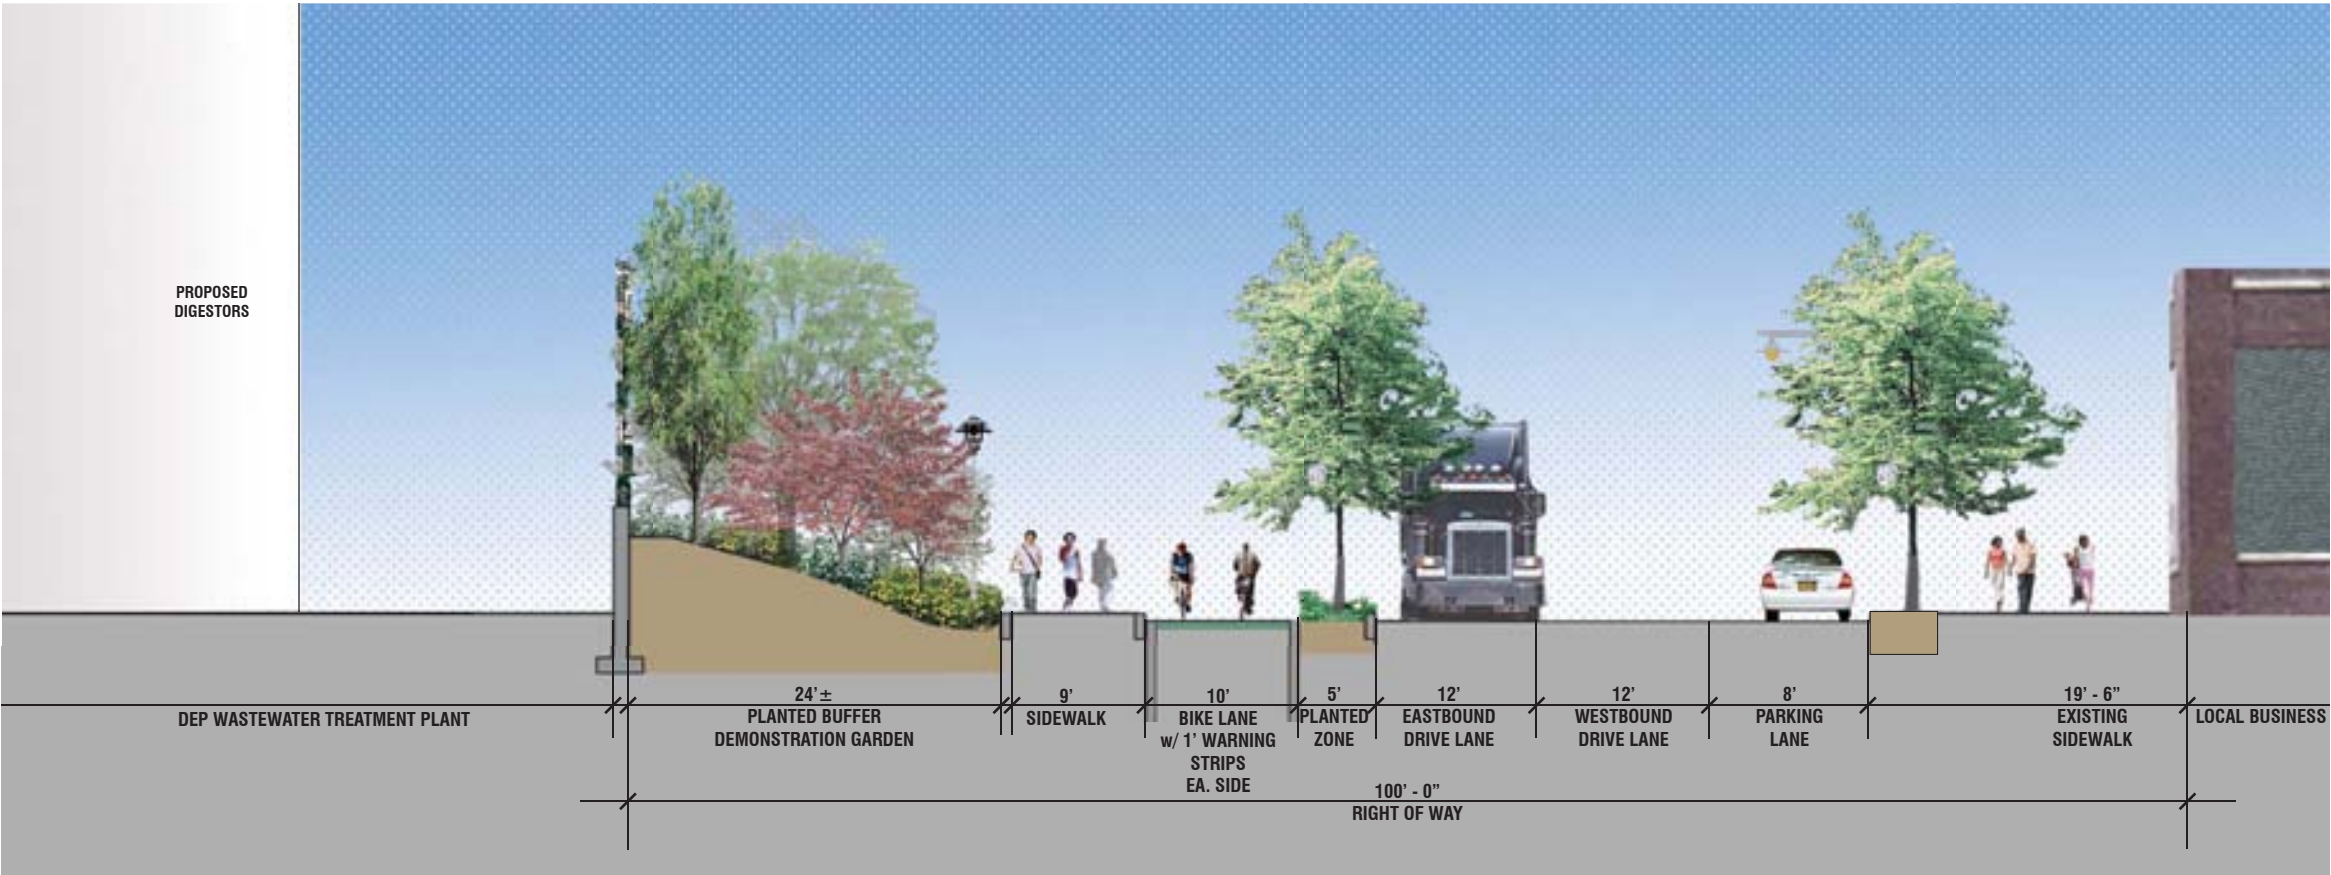 PROPOSED
DIGESTORS
DEP WASTEWATER TREATMENT PLANT
24’ ±
PLANTED BUFFER
DEMONSTRATION GARDEN
9’
SIDEWALK
10’
BIKE LANE
w/ 1’ WARNING
STRIPS
EA. SIDE
5’
PLANTED
ZONE
12’
EASTBOUND
DRIVE LANE
12’
WESTBOUND
DRIVE LANE
8’
PARKING
LANE
19’ - 6”
EXISTING
SIDEWALK
LOCAL BUSINESS
100’ - 0”
RIGHT OF WAY